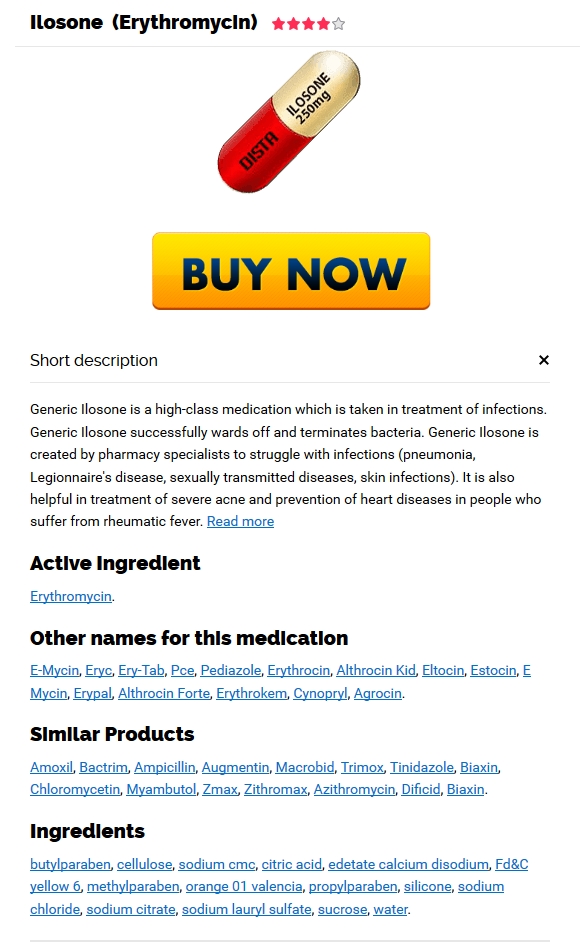 Ilosone (Erythromycin)
ILOSONE
250mg
DISTA
BUY NOW
Short description ×
Generic Ilosone is a high-class medication which is taken in treatment of infections.
Generic Ilosone successfully wards off and terminates bacteria. Generic Ilosone is
created by pharmacy specialists to struggle with infections (pneumonia,
Legionnaire's disease, sexually transmitted diseases, skin infections). It is also
helpful in treatment of severe acne and prevention of heart diseases in people who
suffer from rheumatic fever. Read more
Active Ingredient
Erythromycin.
Other names for this medication
E-Mycin, Eryc, Ery-Tab, Pce, Pediazole, Erythrocin, Althrocin Kid, Eltocin, Estocin, E
Mycin, Erypal, Althrocin Forte, Erythrokem, Cynopryl, Agrocin.
Similar Products
Amoxil, Bactrim, Ampicillin, Augmentin, Macrobid, Trimox, Tinidazole, Biaxin,
Chloromycetin, Myambutol, Zmax, Zithromax, Azithromycin, Dificid, Biaxin.
Ingredients
butylparaben, cellulose, sodium cmc, citric acid, edetate calcium disodium, Fd&C
yellow 6, methylparaben, orange 01 valencia, propylparaben, silicone, sodium
chloride, sodium citrate, sodium lauryl sulfate, sucrose, water.